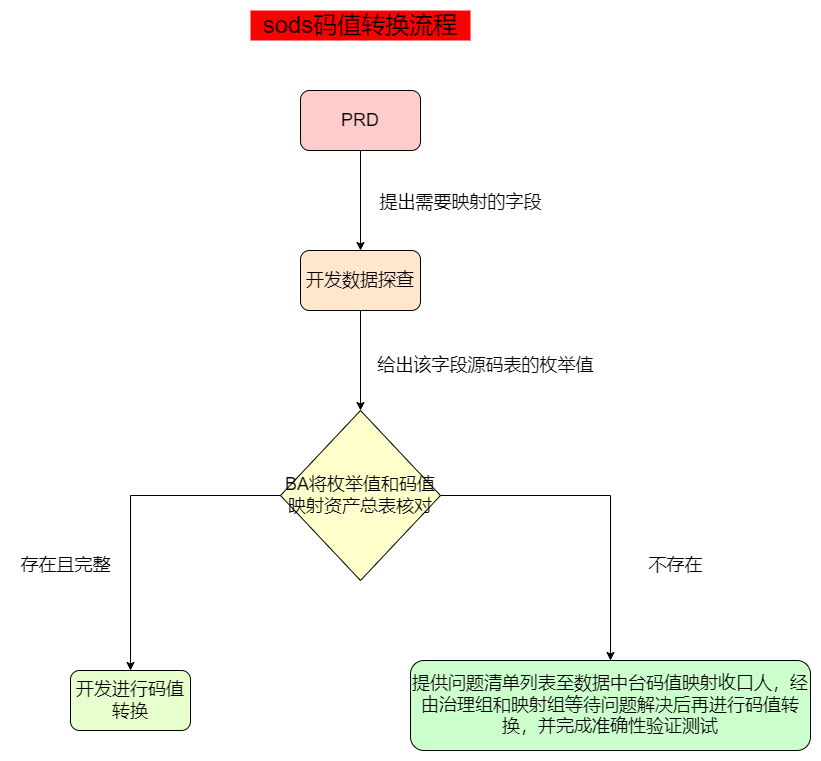 sods码值转换流程
PRD
提出需要映射的字段
开发数据探查
给出该字段源码表的枚举值
BA将枚举值和码值
映射资产总表核对
存在且完整
不存在
开发进行码值
转换
提供问题清单列表至数据中台码值映射收口人，经
由治理组和映射组等待问题解决后再进行码值转
换，并完成准确性验证测试